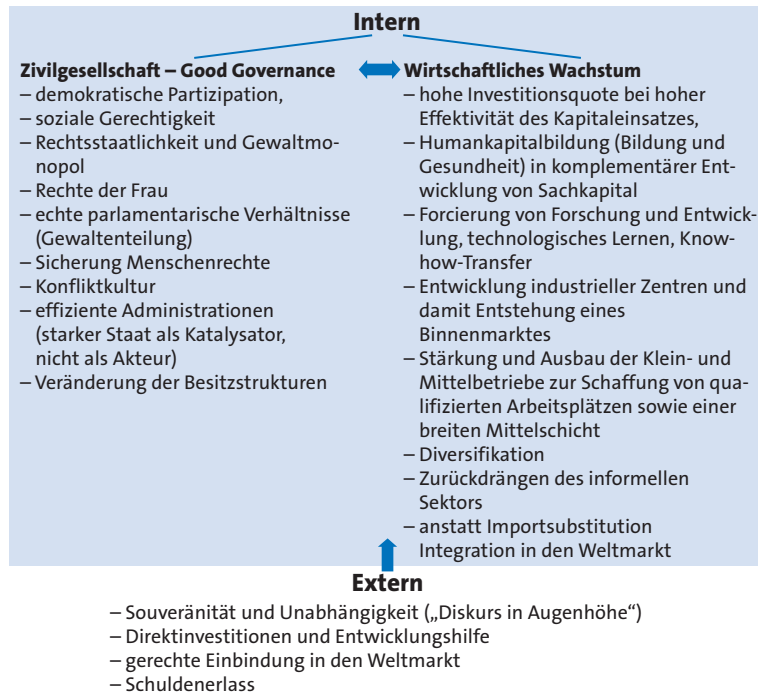 Intern
Zivilgesellschaft – Good Governance
– demokratische Partizipation,
– soziale Gerechtigkeit
– Rechtsstaatlichkeit und Gewaltmo-
nopol
– Rechte der Frau
– echte parlamentarische Verhältnisse
(Gewaltenteilung)
– Sicherung Menschenrechte
– Konfliktkultur
– effiziente Administrationen
(starker Staat als Katalysator,
nicht als Akteur)
– Veränderung der Besitzstrukturen
Wirtschaftliches Wachstum
– hohe Investitionsquote bei hoher
Effektivität des Kapitaleinsatzes,
– Humankapitalbildung (Bildung und
Gesundheit) in komplementärer Ent-
wicklung von Sachkapital
– Forcierung von Forschung und Entwick-
lung, technologisches Lernen, Know-
how-Transfer
– Entwicklung industrieller Zentren und
damit Entstehung eines
Binnenmarktes
– Stärkung und Ausbau der Klein- und
Mittelbetriebe zur Schaffung von qua-
lifizierten Arbeitsplätzen sowie einer
breiten Mittelschicht
– Diversifikation
– Zurückdrängen des informellen
Sektors
– anstatt Importsubstitution
Integration in den Weltmarkt
Extern
– Souveränität und Unabhängigkeit („Diskurs in Augenhöhe“)
– Direktinvestitionen und Entwicklungshilfe
– gerechte Einbindung in den Weltmarkt
– Schuldenerlass